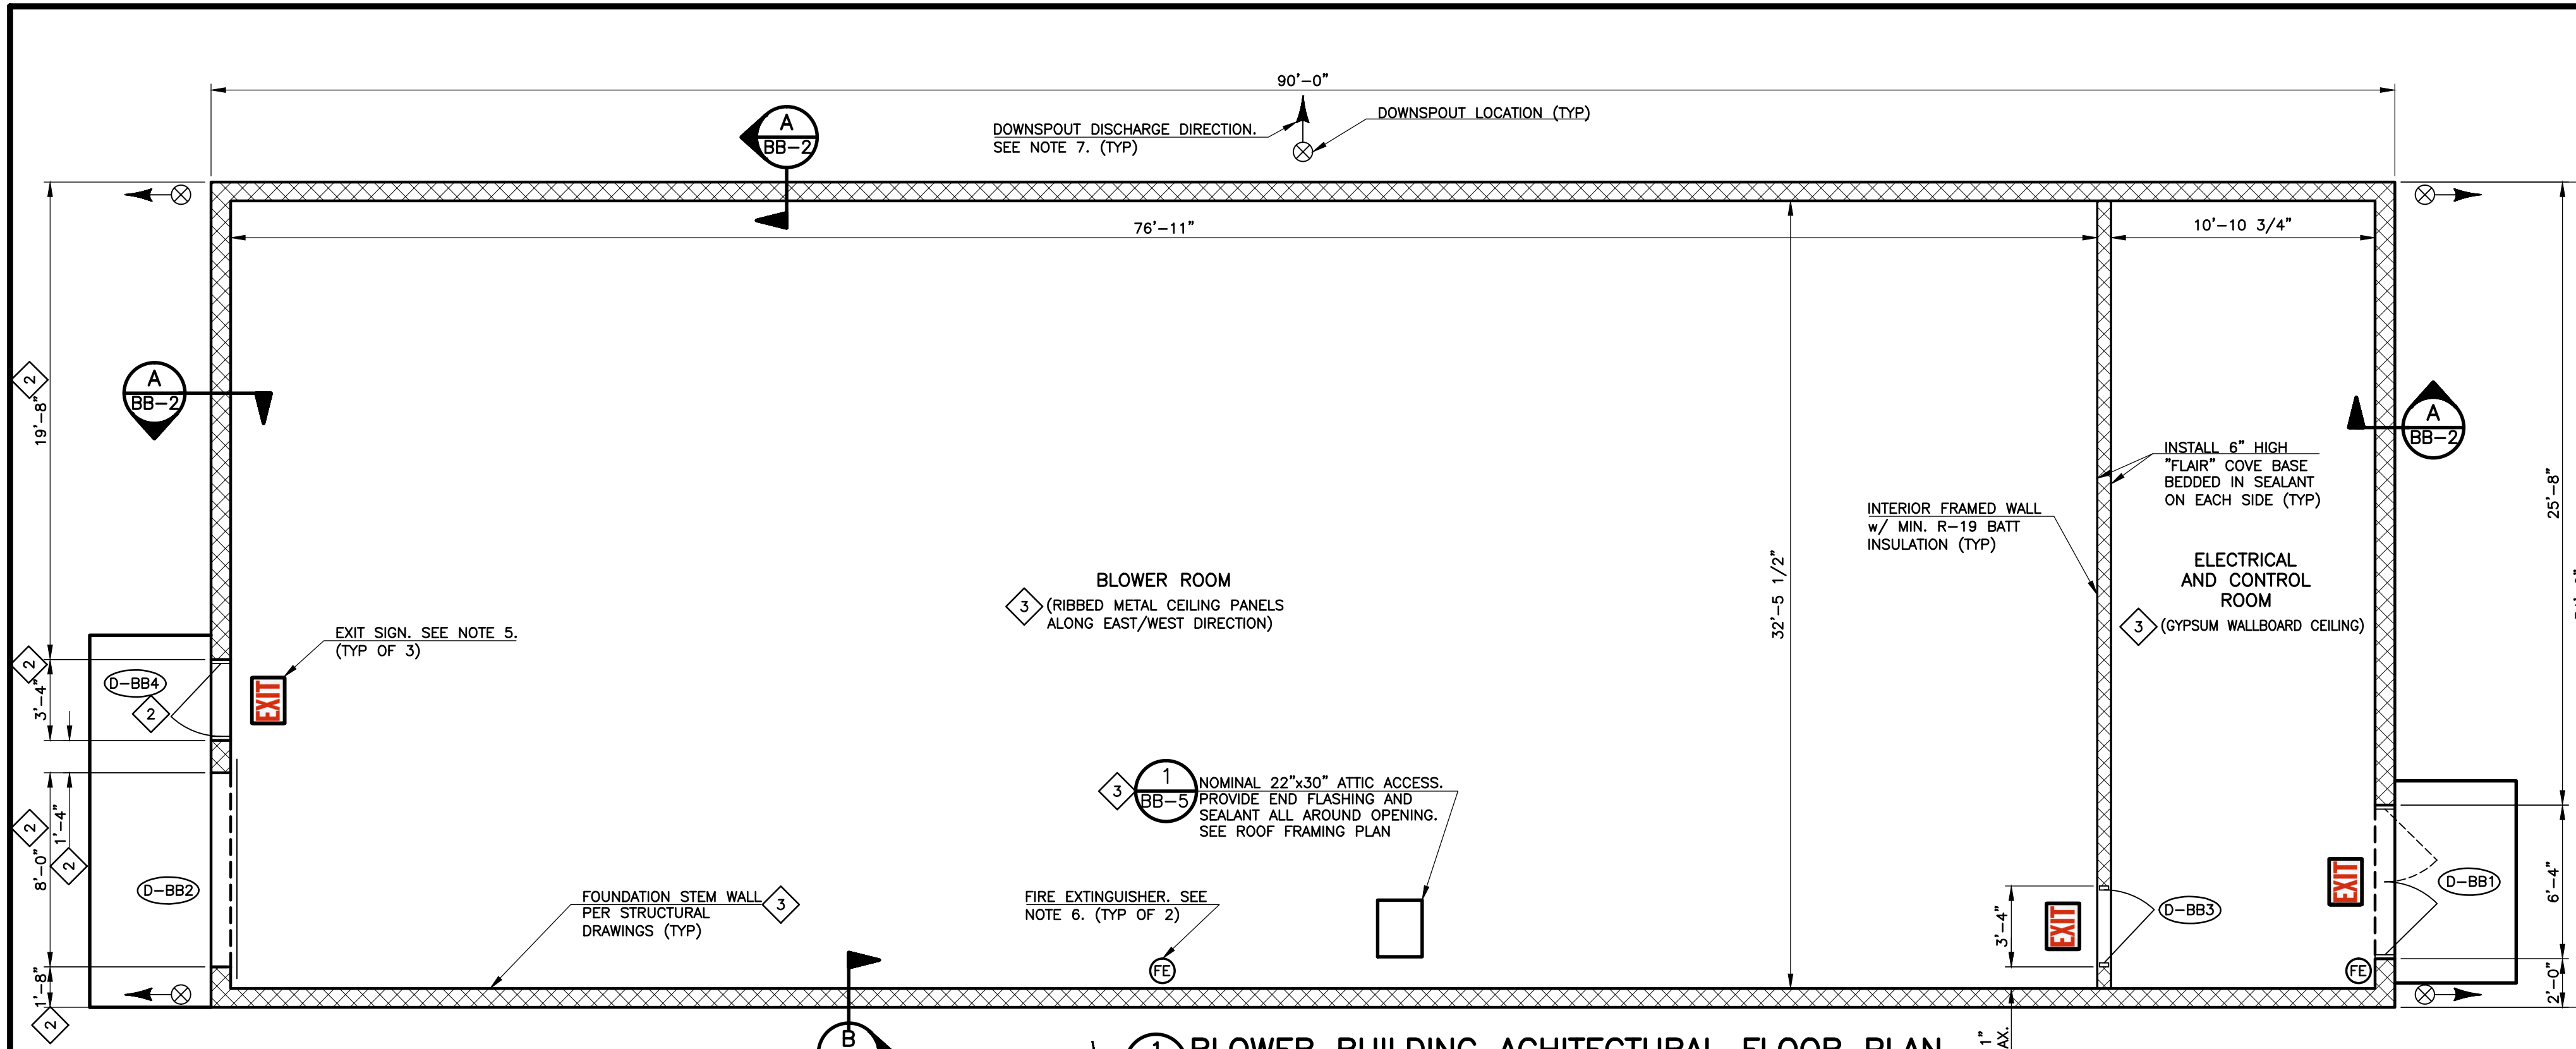 90'-0"
DOWNSPOUT LOCATION (TYP)
DOWNSPOUT DISCHARGE DIRECTION.
SEE NOTE 7. (TYP)
A
BB-2
76'-11"
10'-10 3/4"
2
19'-8"
A
BB-2
A
BB-2
INSTALL 6" HIGH
"FLAIR" COVE BASE
BEDDED IN SEALANT
ON EACH SIDE (TYP)
25'-8"
INTERIOR FRAMED WALL
w/ MIN. R-19 BATT
INSULATION (TYP)
32'-5 1/2"
BLOWER ROOM
3
(RIBBED METAL CEILING PANELS
ALONG EAST/WEST DIRECTION)
ELECTRICAL
AND CONTROL
ROOM
3
(GYPSUM WALLBOARD CEILING)
EXIT SIGN. SEE NOTE 5.
(TYP OF 3)
2
3'-4"
D-BB4
2
EXIT
1
BB-5
3
NOMINAL 22"x30" ATTIC ACCESS.
PROVIDE END FLASHING AND
SEALANT ALL AROUND OPENING.
SEE ROOF FRAMING PLAN
2
1'-4"
2
8'-0"
D-BB2
FOUNDATION STEM WALL
PER STRUCTURAL
DRAWINGS (TYP)
3
FIRE EXTINGUISHER. SEE
NOTE 6. (TYP OF 2)
FE
3'-4"
EXIT
D-BB3
EXIT
D-BB1
6'-4"
FE
2'-0"
1'-8"
2
B
1
BLOWER BUILDING ACHITECTURAL FLOOR PLAN
1"